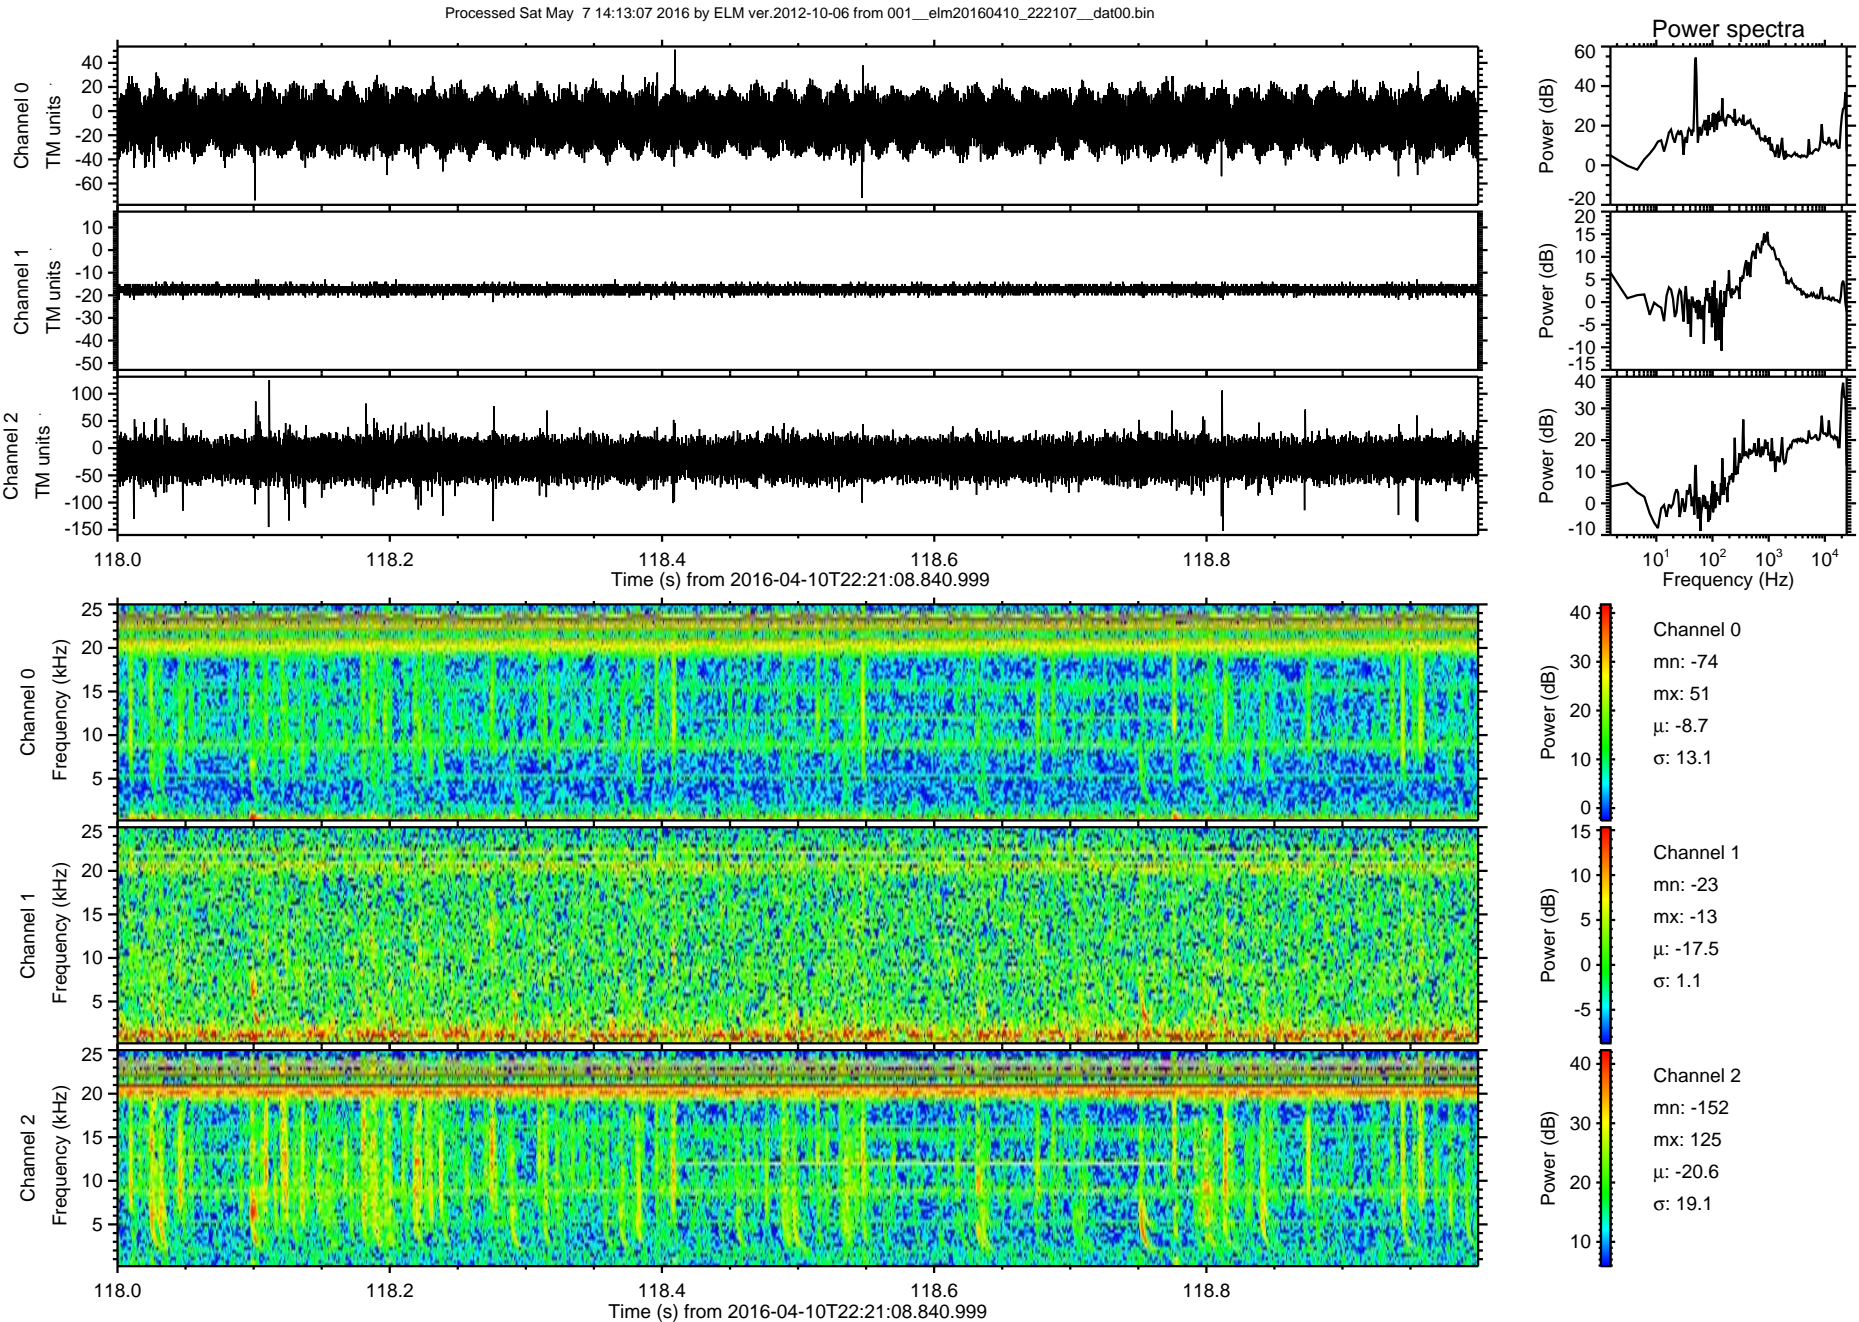 Processed Sat May  7 14:13:07 2016 by ELM ver.2012-10-06 from 001__elm20160410_222107__dat00.bin
Power spectra
Channel 0
TM units
40
20
0
-20
-40
-60
Power (dB)
60
40
20
0
-20
Channel 1
TM units
10
0
-10
-20
-30
-40
-50
Power (dB)
20
15
10
5
0
-5
-10
-15
Channel 2
TM units
100
50
0
-50
-100
-150
Power (dB)
40
30
20
10
0
-10
118.0 118.2 118.4 118.6 118.8
Time (s) from 2016-04-10T22:21:08.840.999
10^1 10^2 10^3 10^4
Frequency (Hz)
Channel 0
Frequency (kHz)
25
20
15
10
5
Power (dB)
40
30
20
10
0
Channel 0
mn: -74
mx: 51
μ: -8.7
σ: 13.1
Channel 1
Frequency (kHz)
25
20
15
10
5
Power (dB)
15
10
5
0
-5
Channel 1
mn: -23
mx: -13
μ: -17.5
σ: 1.1
Channel 2
Frequency (kHz)
25
20
15
10
5
Power (dB)
40
30
20
10
Channel 2
mn: -152
mx: 125
μ: -20.6
σ: 19.1
118.0 118.2 118.4 118.6 118.8
Time (s) from 2016-04-10T22:21:08.840.999